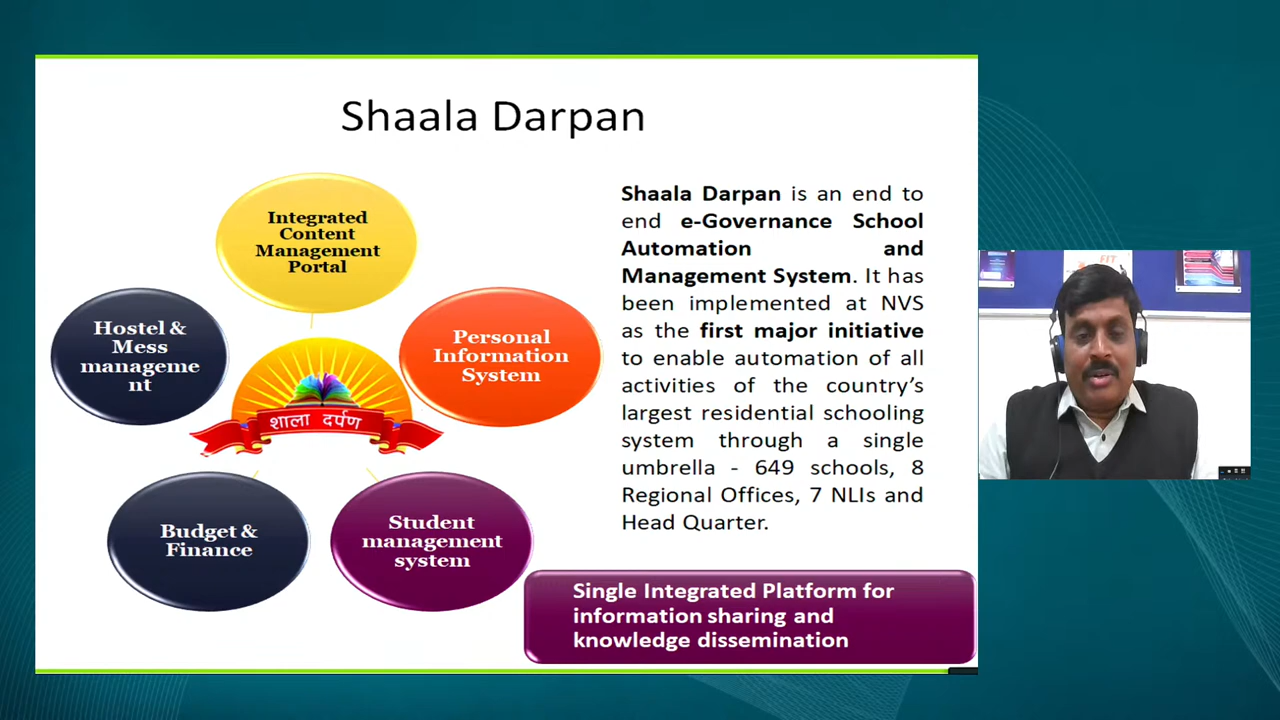 Shaala Darpan
Integrated
Content
Management
Portal
Hostel &
Mess
manageme
nt
Personal
Information
System
शाला दर्पण
Budget &
Finance
Student
management
system
Shaala Darpan is an end to
end e-Governance School
Automation and
Management System. It has
been implemented at NVS
as the first major initiative
to enable automation of all
activities of the country’s
largest residential schooling
system through a single
umbrella - 649 schools, 8
Regional Offices, 7 NLIs and
Head Quarter.
Single Integrated Platform for
information sharing and
knowledge dissemination
FIT